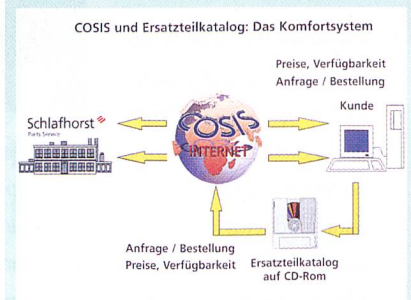 COSIS und Ersatzteilkatalog: Das Komfortsystem
Preise, Verfügbarkeit
Anfrage / Bestellung
Kunde
Schlafhorst
Parts Service
COSIS
INTERNET
Anfrage / Bestellung
Preise, Verfügbarkeit
Ersatzteilkatalog
auf CD-Rom